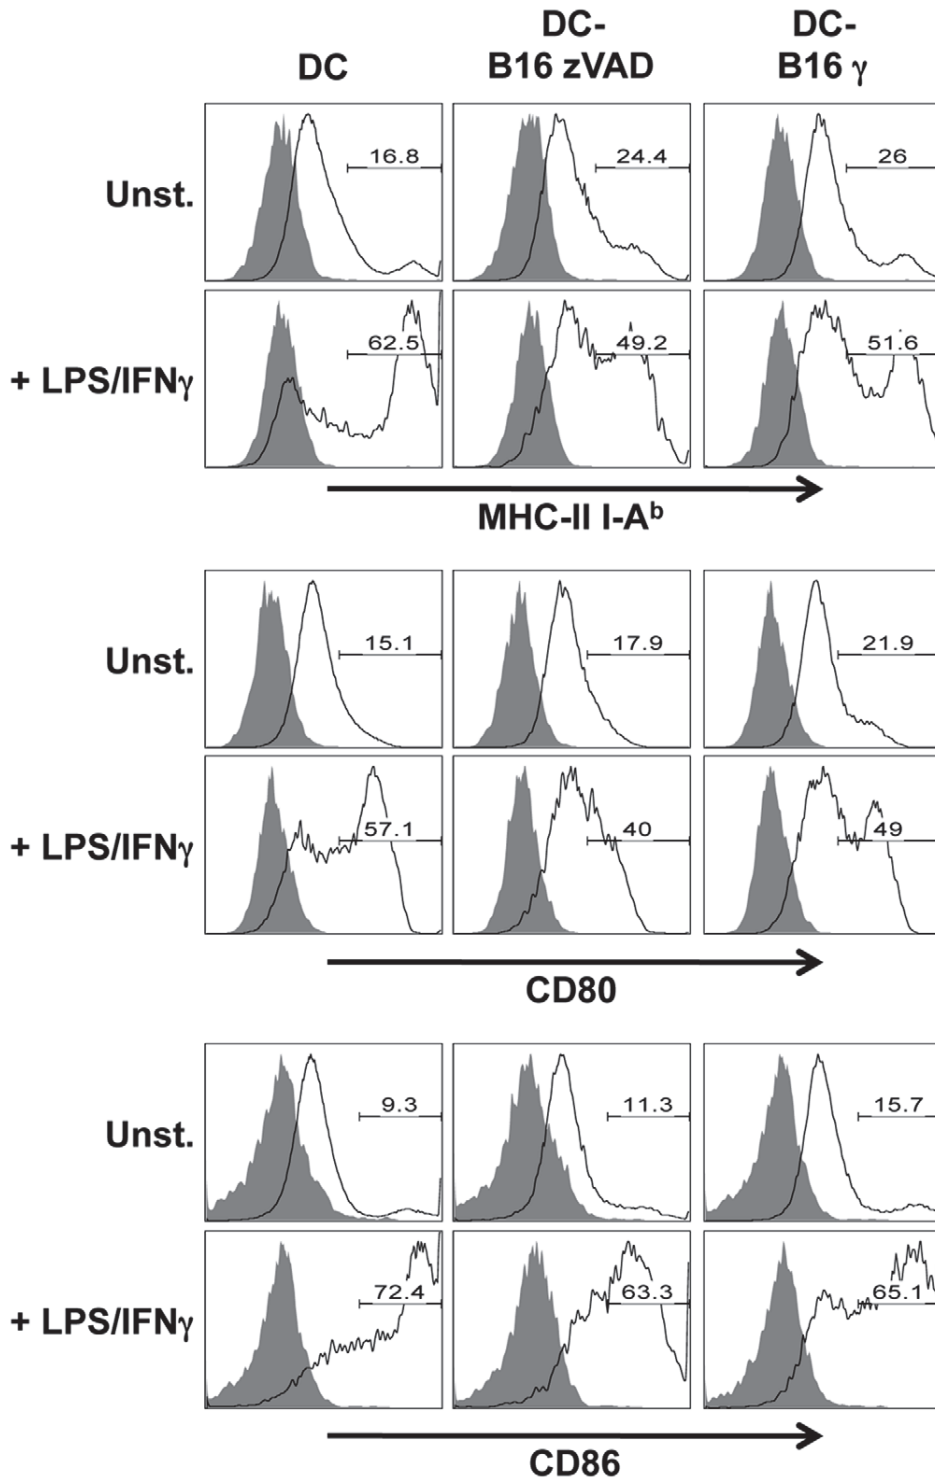 DC
DC-
B16 zVAD
DC-
B16 γ
Unst.
16.8
24.4
26
+ LPS/IFNγ
62.5
49.2
51.6
MHC-II I-Aᵇ
Unst.
15.1
17.9
21.9
+ LPS/IFNγ
57.1
40
49
CD80
Unst.
9.3
11.3
15.7
+ LPS/IFNγ
72.4
63.3
65.1
CD86